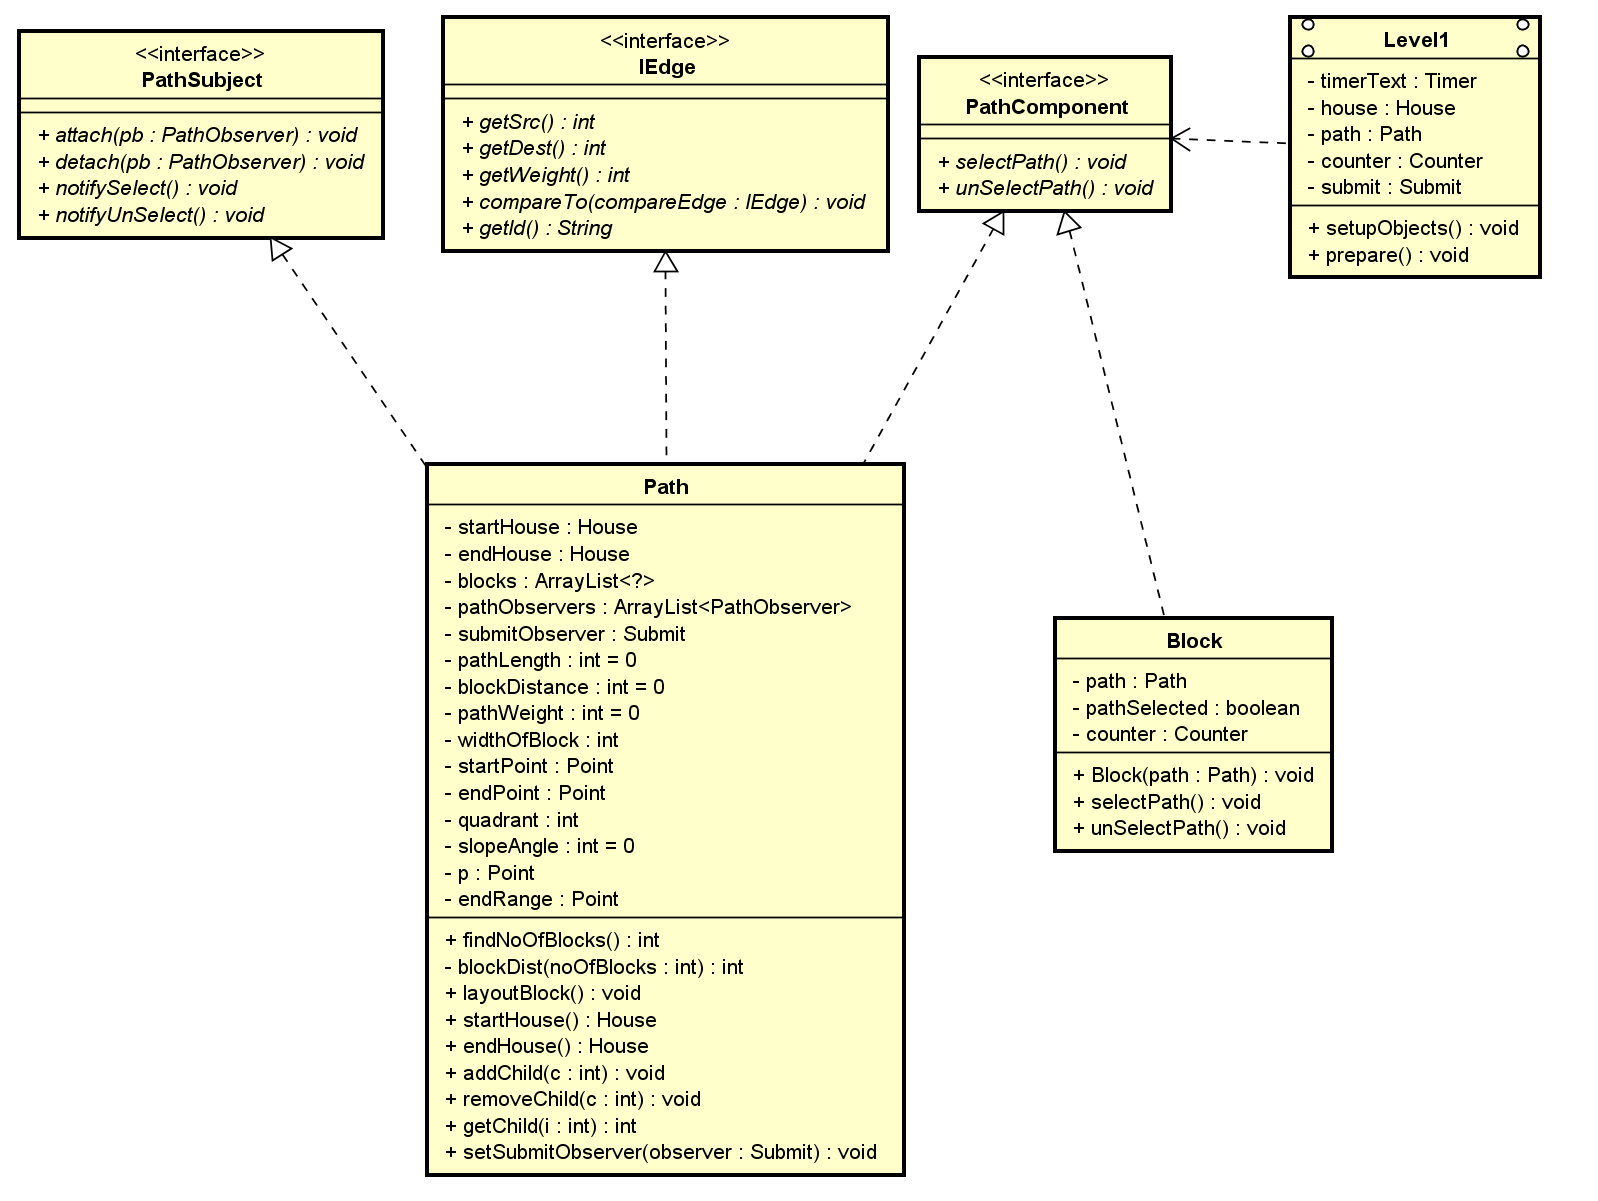 <<interface>>
PathSubject
+ attach(pb : PathObserver) : void
+ detach(pb : PathObserver) : void
+ notifySelect() : void
+ notifyUnSelect() : void
<<interface>>
IEdge
+ getSrc() : int
+ getDest() : int
+ getWeight() : int
+ compareTo(compareEdge : IEdge) : void
+ getId() : String
<<interface>>
PathComponent
+ selectPath() : void
+ unSelectPath() : void
Level1
- timerText : Timer
- house : House
- path : Path
- counter : Counter
- submit : Submit
+ setupObjects() : void
+ prepare() : void
Path
- startHouse : House
- endHouse : House
- blocks : ArrayList<?>
- pathObservers : ArrayList<PathObserver>
- submitObserver : Submit
- pathLength : int = 0
- blockDistance : int = 0
- pathWeight : int = 0
- widthOfBlock : int
- startPoint : Point
- endPoint : Point
- quadrant : int
- slopeAngle : int = 0
- p : Point
- endRange : Point
+ findNoOfBlocks() : int
- blockDist(noOfBlocks : int) : int
+ layoutBlock() : void
+ startHouse() : House
+ endHouse() : House
+ addChild(c : int) : void
+ removeChild(c : int) : void
+ getChild(i : int) : int
+ setSubmitObserver(observer : Submit) : void
Block
- path : Path
- pathSelected : boolean
- counter : Counter
+ Block(path : Path) : void
+ selectPath() : void
+ unSelectPath() : void